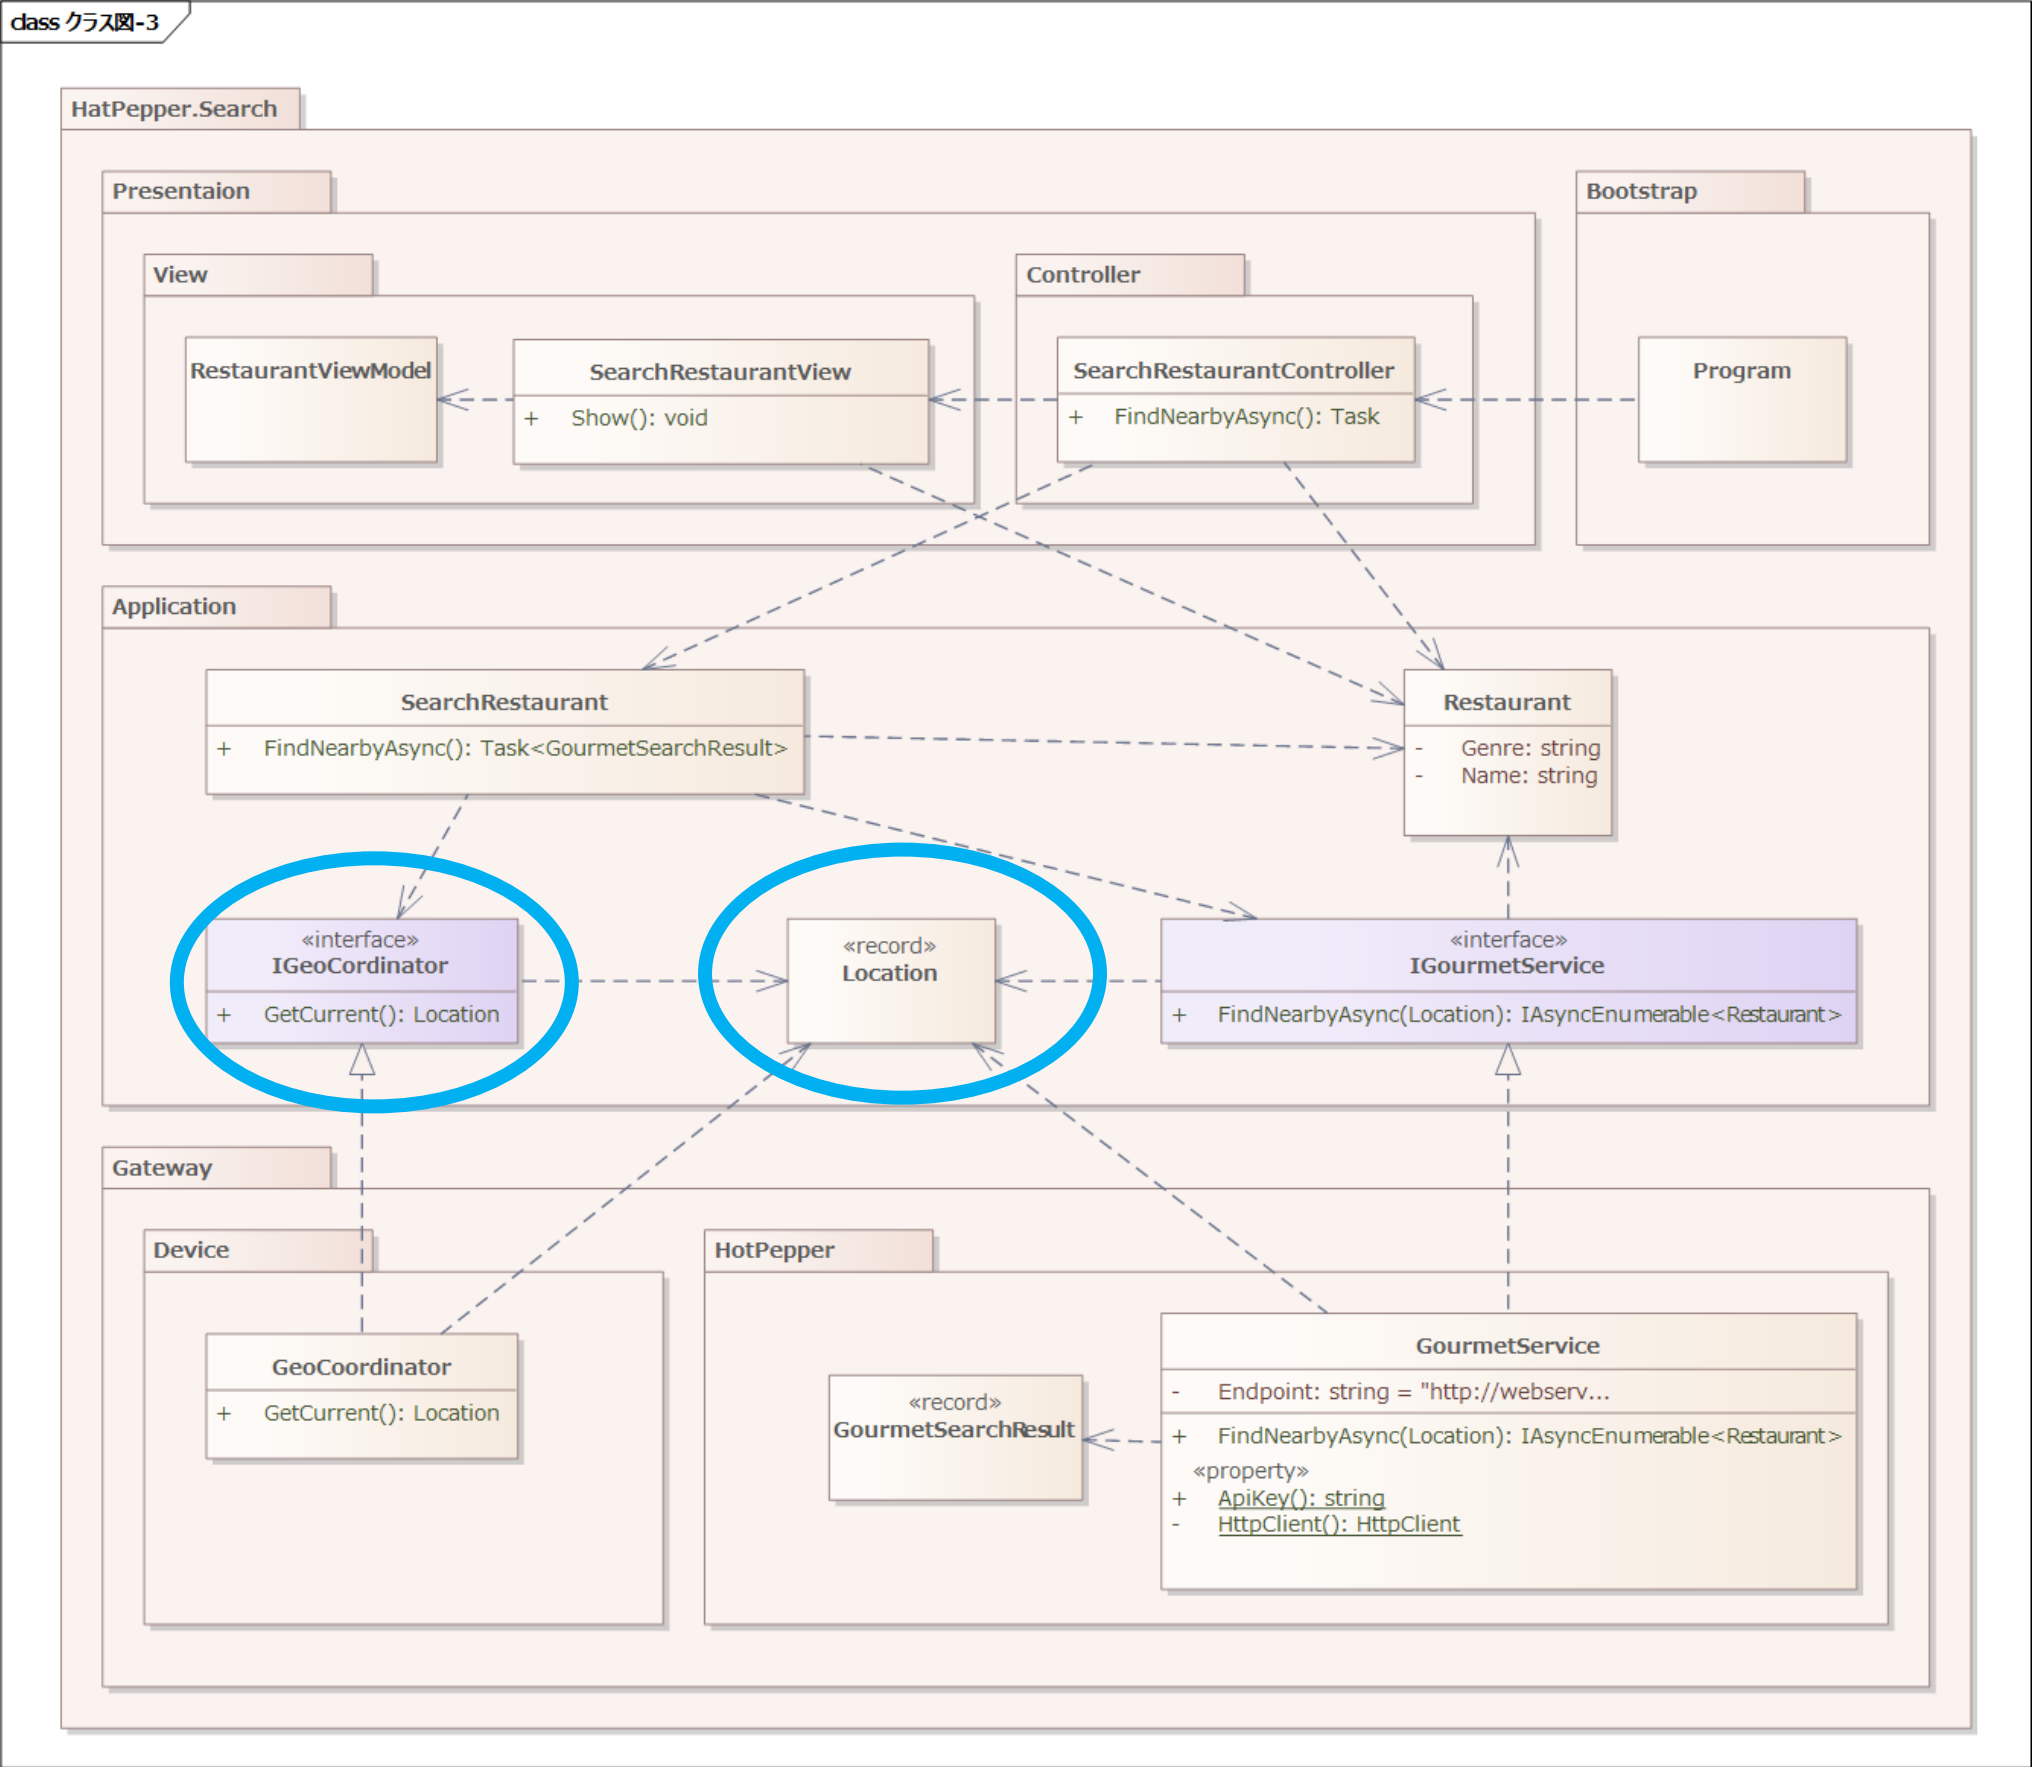 class クラス図-3
HatPepper.Search
Presentaion
Bootstrap
View
Controller
RestaurantViewModel
SearchRestaurantView
+ Show(): void
SearchRestaurantController
+ FindNearbyAsync(): Task
Program
Application
SearchRestaurant
+ FindNearbyAsync(): Task<GourmetSearchResult>
Restaurant
- Genre: string
- Name: string
«interface»
IGeoCordinator
+ GetCurrent(): Location
«record»
Location
«interface»
IGourmetService
+ FindNearbyAsync(Location): IAsyncEnumerable<Restaurant>
Gateway
Device
HotPepper
GeoCoordinator
+ GetCurrent(): Location
«record»
GourmetSearchResult
GourmetService
- Endpoint: string = "http://webserv...
+ FindNearbyAsync(Location): IAsyncEnumerable<Restaurant>
«property»
+ ApiKey(): string
- HttpClient(): HttpClient